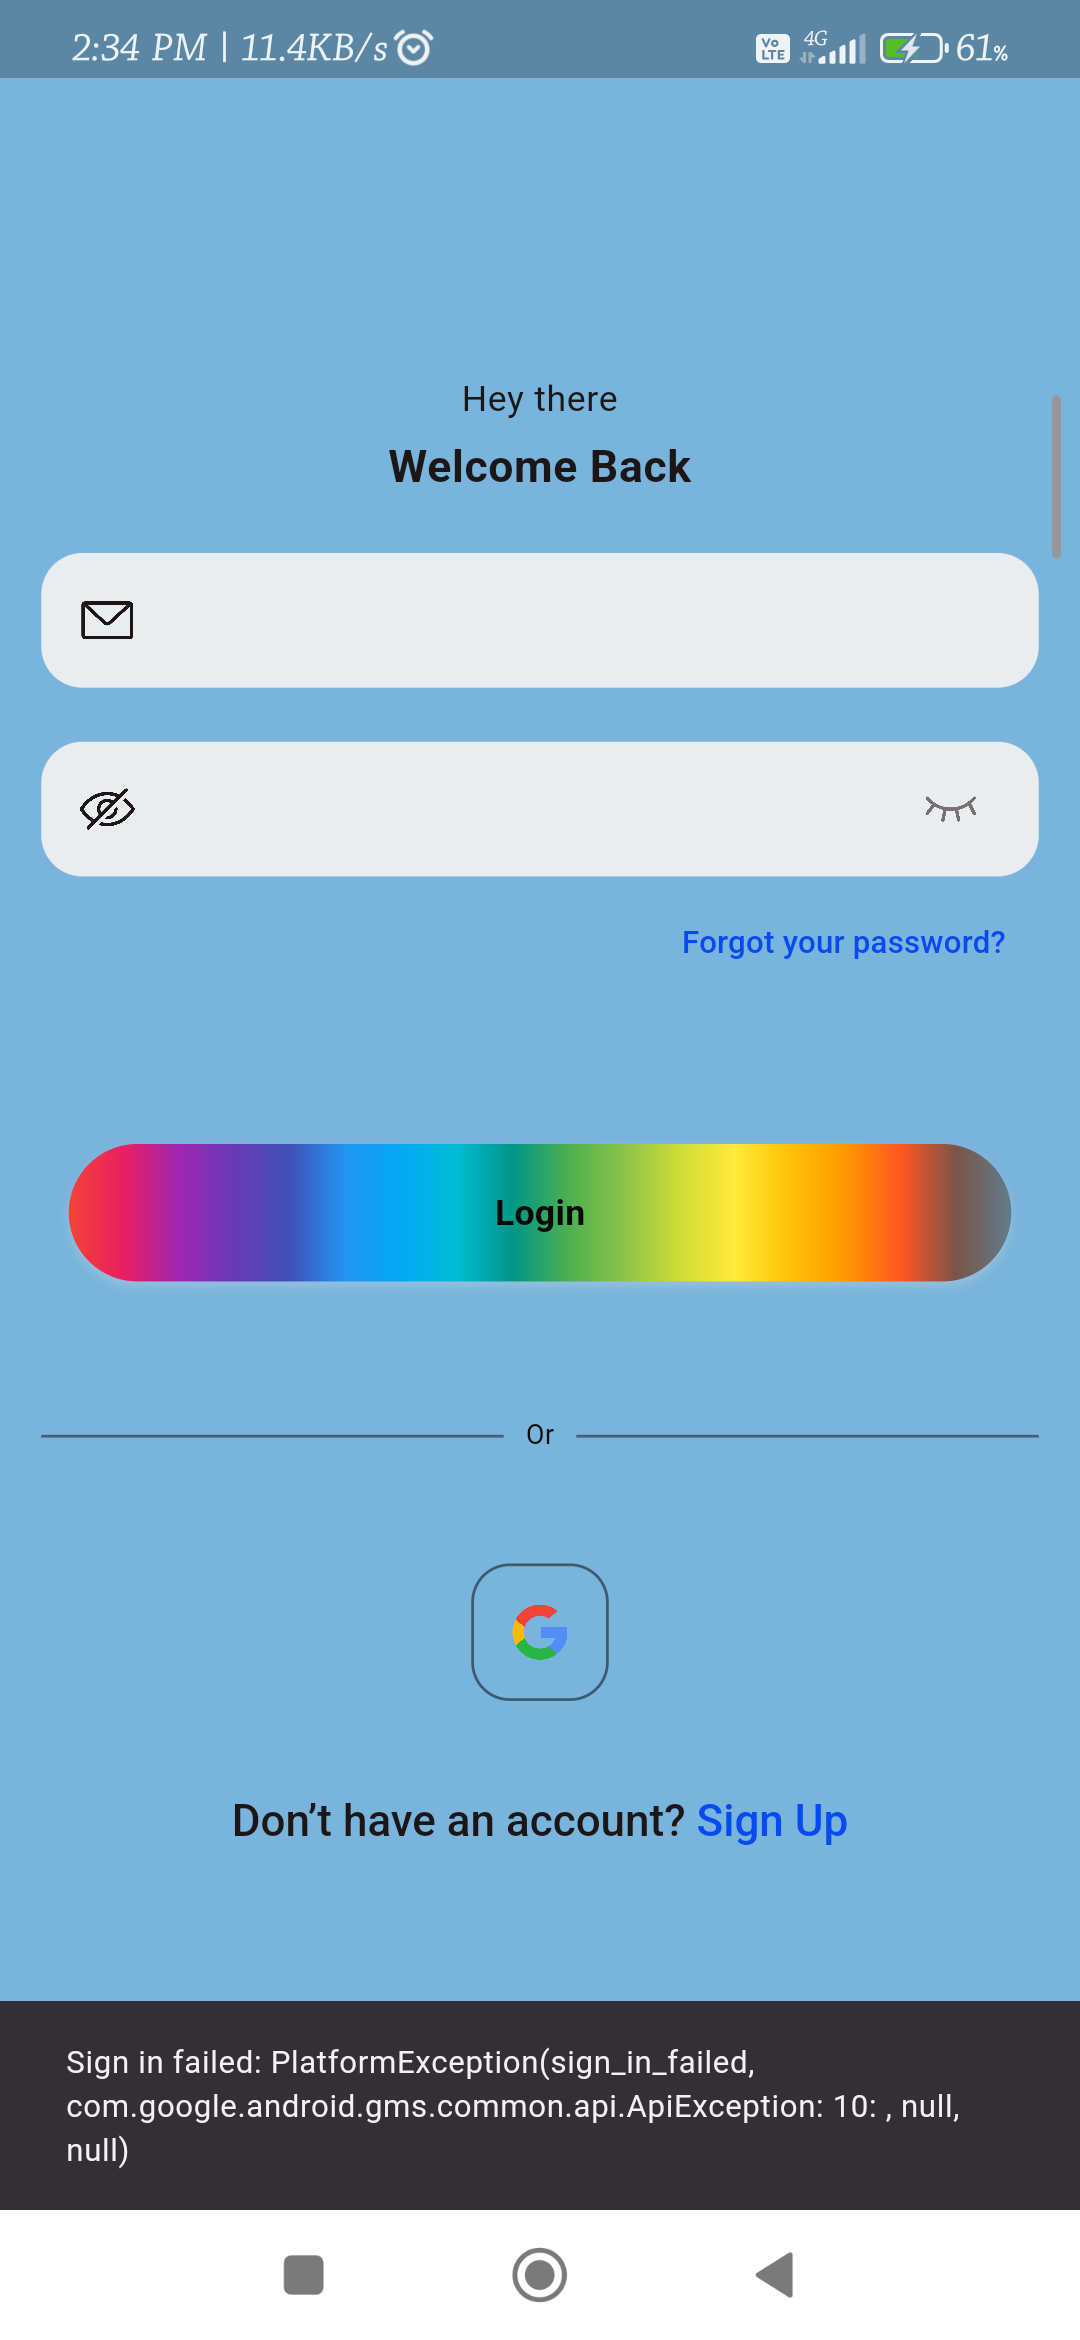 2:34 PM | 11.4KB/s
Vo LTE 4G 61%
Hey there
Welcome Back
Forgot your password?
Login
Or
Don’t have an account? Sign Up
Sign in failed: PlatformException(sign_in_failed,
com.google.android.gms.common.api.ApiException: 10: , null,
null)